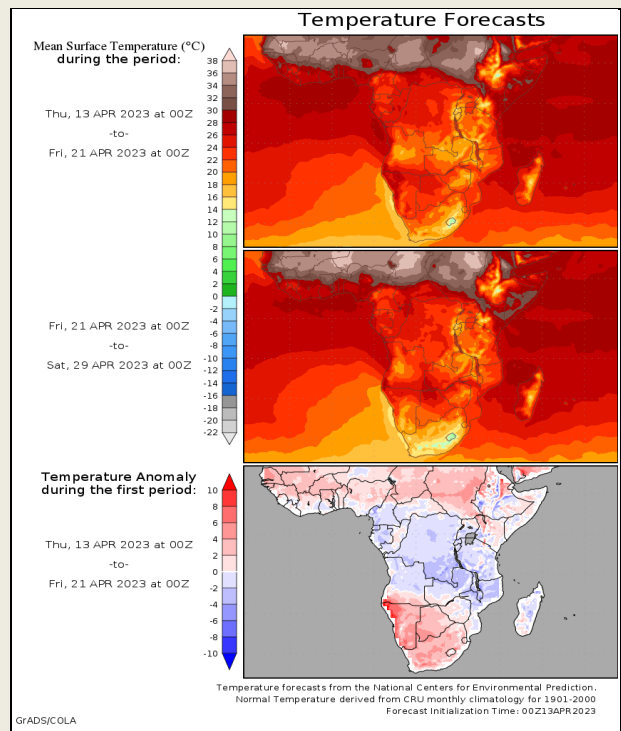 Temperature Forecasts
Mean Surface Temperature (°C)
during the period:
38
36
34
32
30
28
26
24
22
20
18
16
14
12
10
8
6
4
2
0
-2
-4
-6
-8
-10
-12
-14
-16
-18
-20
-22
Thu, 13 APR 2023 at 00Z
-to-
Fri, 21 APR 2023 at 00Z
Fri, 21 APR 2023 at 00Z
-to-
Sat, 29 APR 2023 at 00Z
Temperature Anomaly
during the first period:
10
8
6
4
2
0
-2
-4
-6
-8
-10
Thu, 13 APR 2023 at 00Z
-to-
Fri, 21 APR 2023 at 00Z
Temperature forecasts from the National Centers for Environmental Prediction.
Normal Temperature derived from CRU monthly climatology for 1901-2000
Forecast Initialization Time: 00Z13APR2023
GrADS/COLA